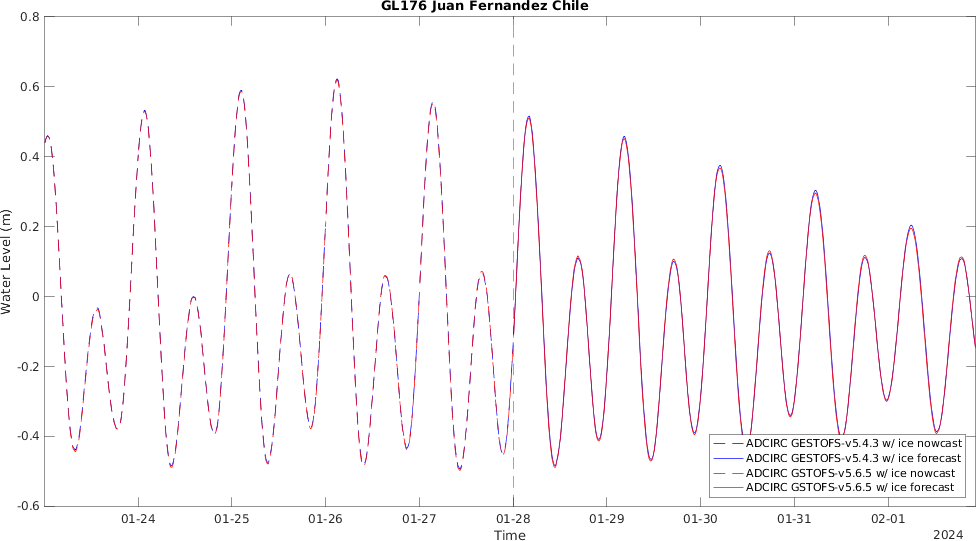 GL176 Juan Fernandez Chile
Water Level (m)
0.8
0.6
0.4
0.2
0
-0.2
-0.4
-0.6
01-24
01-25
01-26
01-27
01-28
01-29
01-30
01-31
02-01
Time
2024
ADCIRC GESTOFS-v5.4.3 w/ ice nowcast
ADCIRC GESTOFS-v5.4.3 w/ ice forecast
ADCIRC GSTOFS-v5.6.5 w/ ice nowcast
ADCIRC GSTOFS-v5.6.5 w/ ice forecast